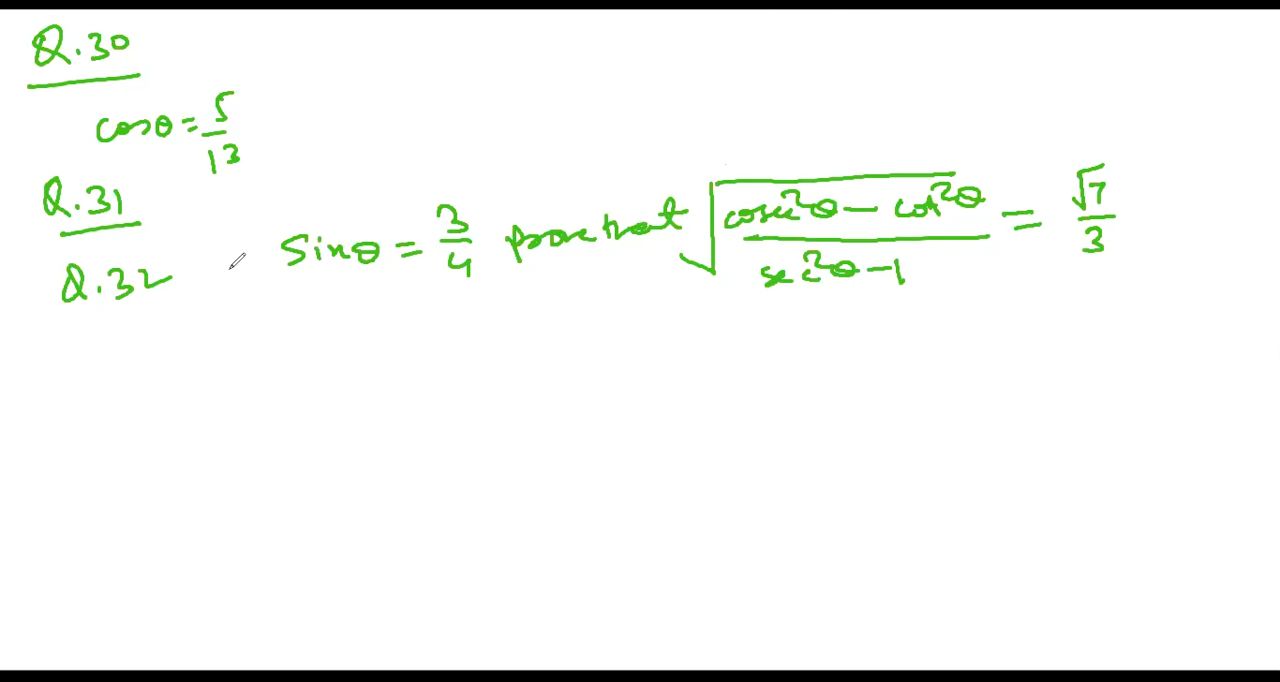 Q.30
cosθ = 5/13
Q.31
Q.32 Sinθ = 3/4 prove that √((cosec²θ - cot²θ)/(sec²θ - 1)) = √7/3